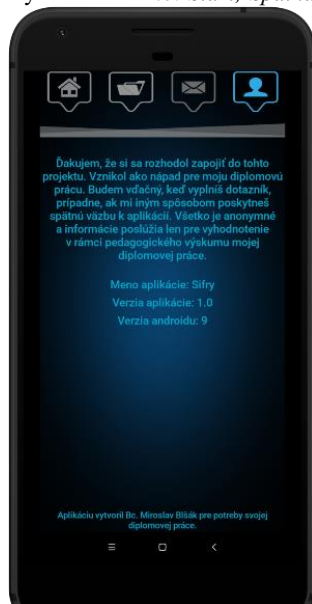 Ďakujem, že si sa rozhodol zapojiť do tohto
projektu. Vznikol ako nápad pre moju diplomovú
prácu. Budem vďačný, keď vyplníš dotazník,
prípadne, ak mi iným spôsobom poskytneš
spätnú väzbu k aplikácii. Všetko je anonymné
a informácie poslúžia len pre vyhodnotenie
v rámci pedagogického výskumu mojej
diplomovej práce.
Meno aplikácie: Sifry
Verzia aplikácie: 1.0
Verzia androidu: 9
Aplikáciu vytvoril Bc. Miroslav Blšák pre potreby svojej
diplomovej práce.